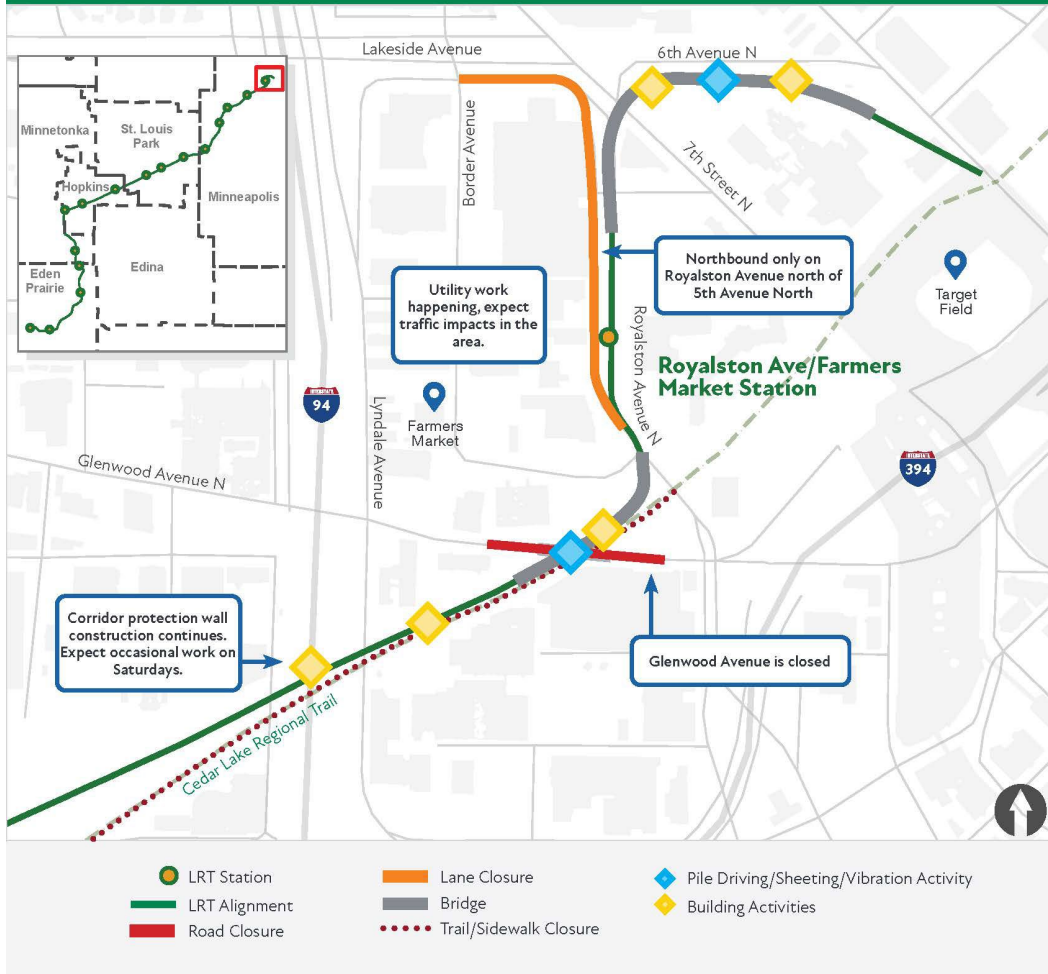 Lakeside Avenue
6th Avenue N
Minnetonka
St. Louis
Park
Hopkins
Minneapolis
Eden
Prairie
Edina
Border Avenue
7th Street N
Northbound only on
Royalston Avenue north of
5th Avenue North
Target
Field
Utility work
happening, expect
traffic impacts in the
area.
Royalston Avenue N
Royalston Ave/Farmers
Market Station
INTERSTATE
94
Lyndale Avenue
Farmers
Market
INTERSTATE
394
Glenwood Avenue N
Corridor protection wall
construction continues.
Expect occasional work on
Saturdays.
Glenwood Avenue is closed
Cedar Lake Regional Trail
LRT Station
LRT Alignment
Road Closure
Lane Closure
Bridge
Trail/Sidewalk Closure
Pile Driving/Sheeting/Vibration Activity
Building Activities